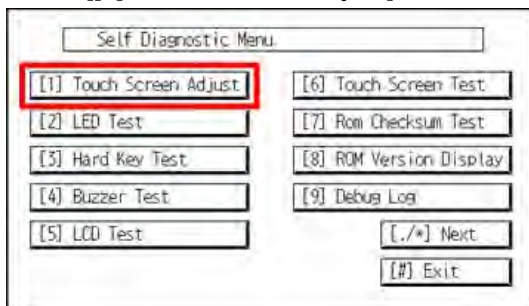 Self Diagnostic Menu
[1] Touch Screen Adjust
[2] LED Test
[3] Hard Key Test
[4] Buzzer Test
[5] LCD Test
[6] Touch Screen Test
[7] Rom Checksum Test
[8] ROM Version Display
[9] Debug Log
[./*] Next
[#] Exit